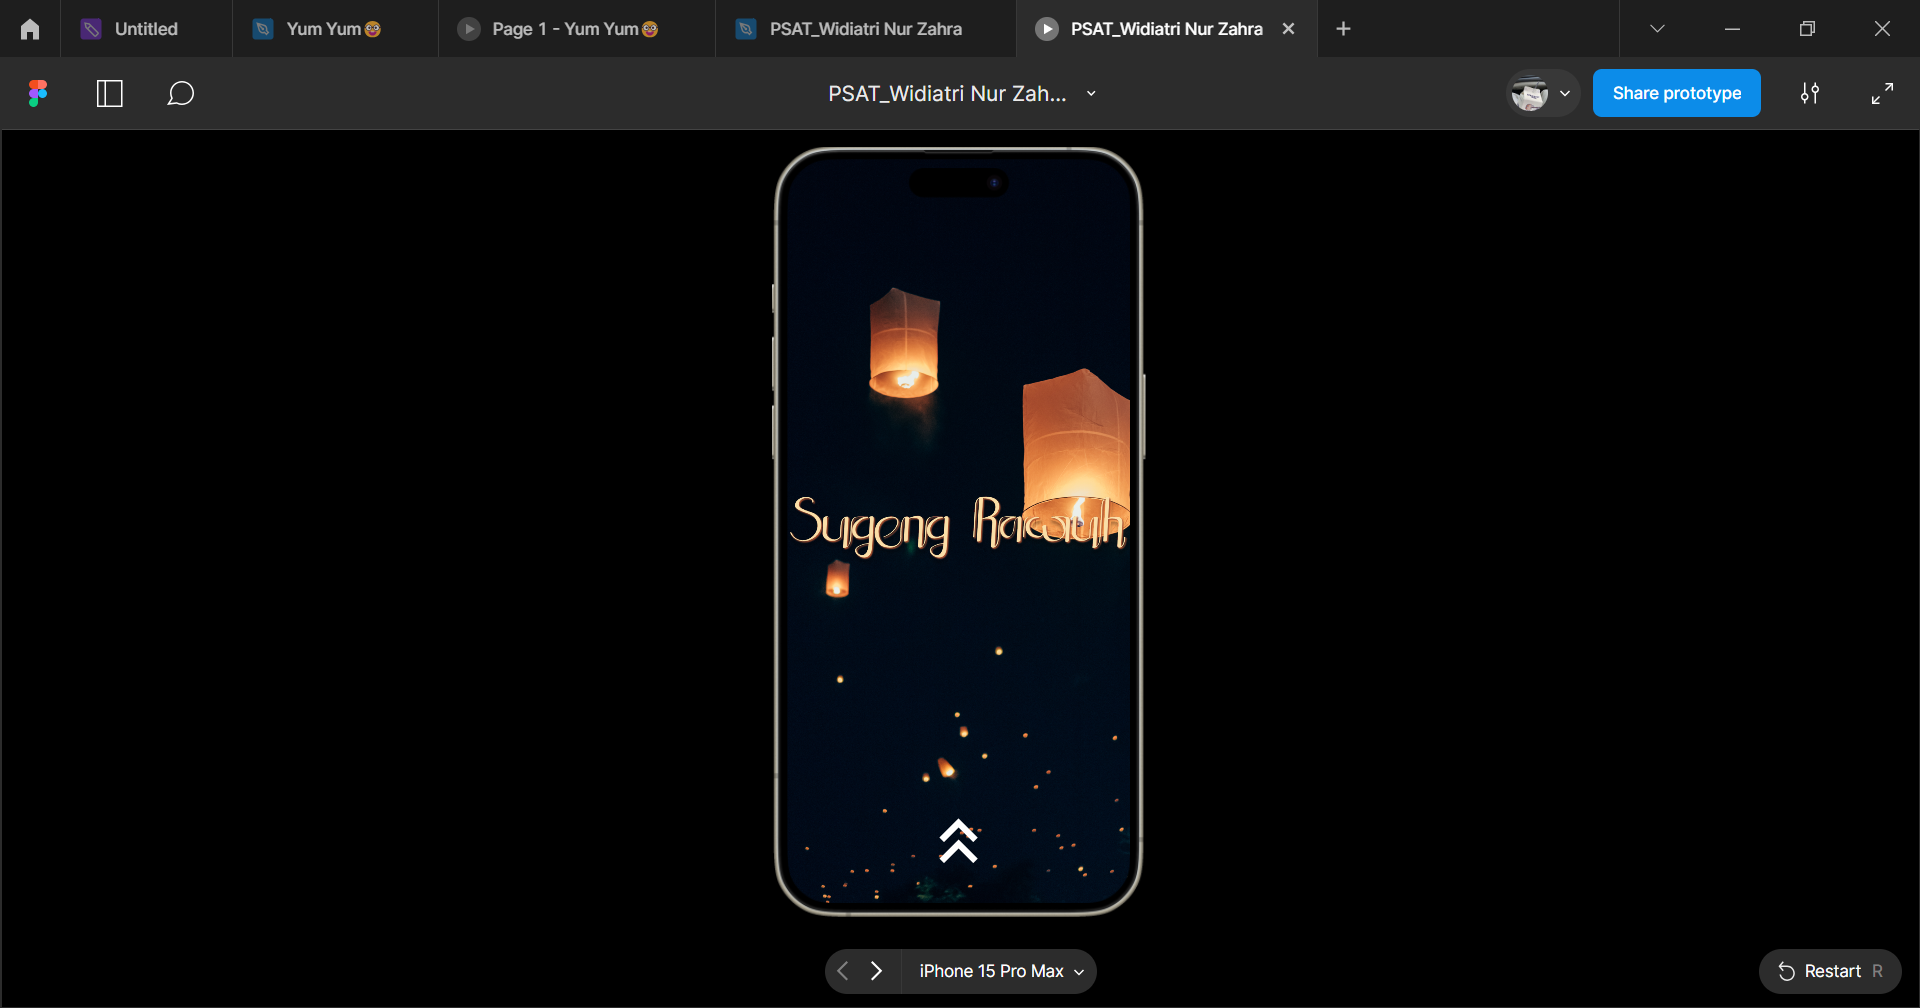 Untitled
Yum Yum🤓
Page 1 - Yum Yum🤓
PSAT_Widiatri Nur Zahra
PSAT_Widiatri Nur Zahra
PSAT_Widiatri Nur Zah...
Share prototype
Sugeng Rawuh
iPhone 15 Pro Max
Restart R